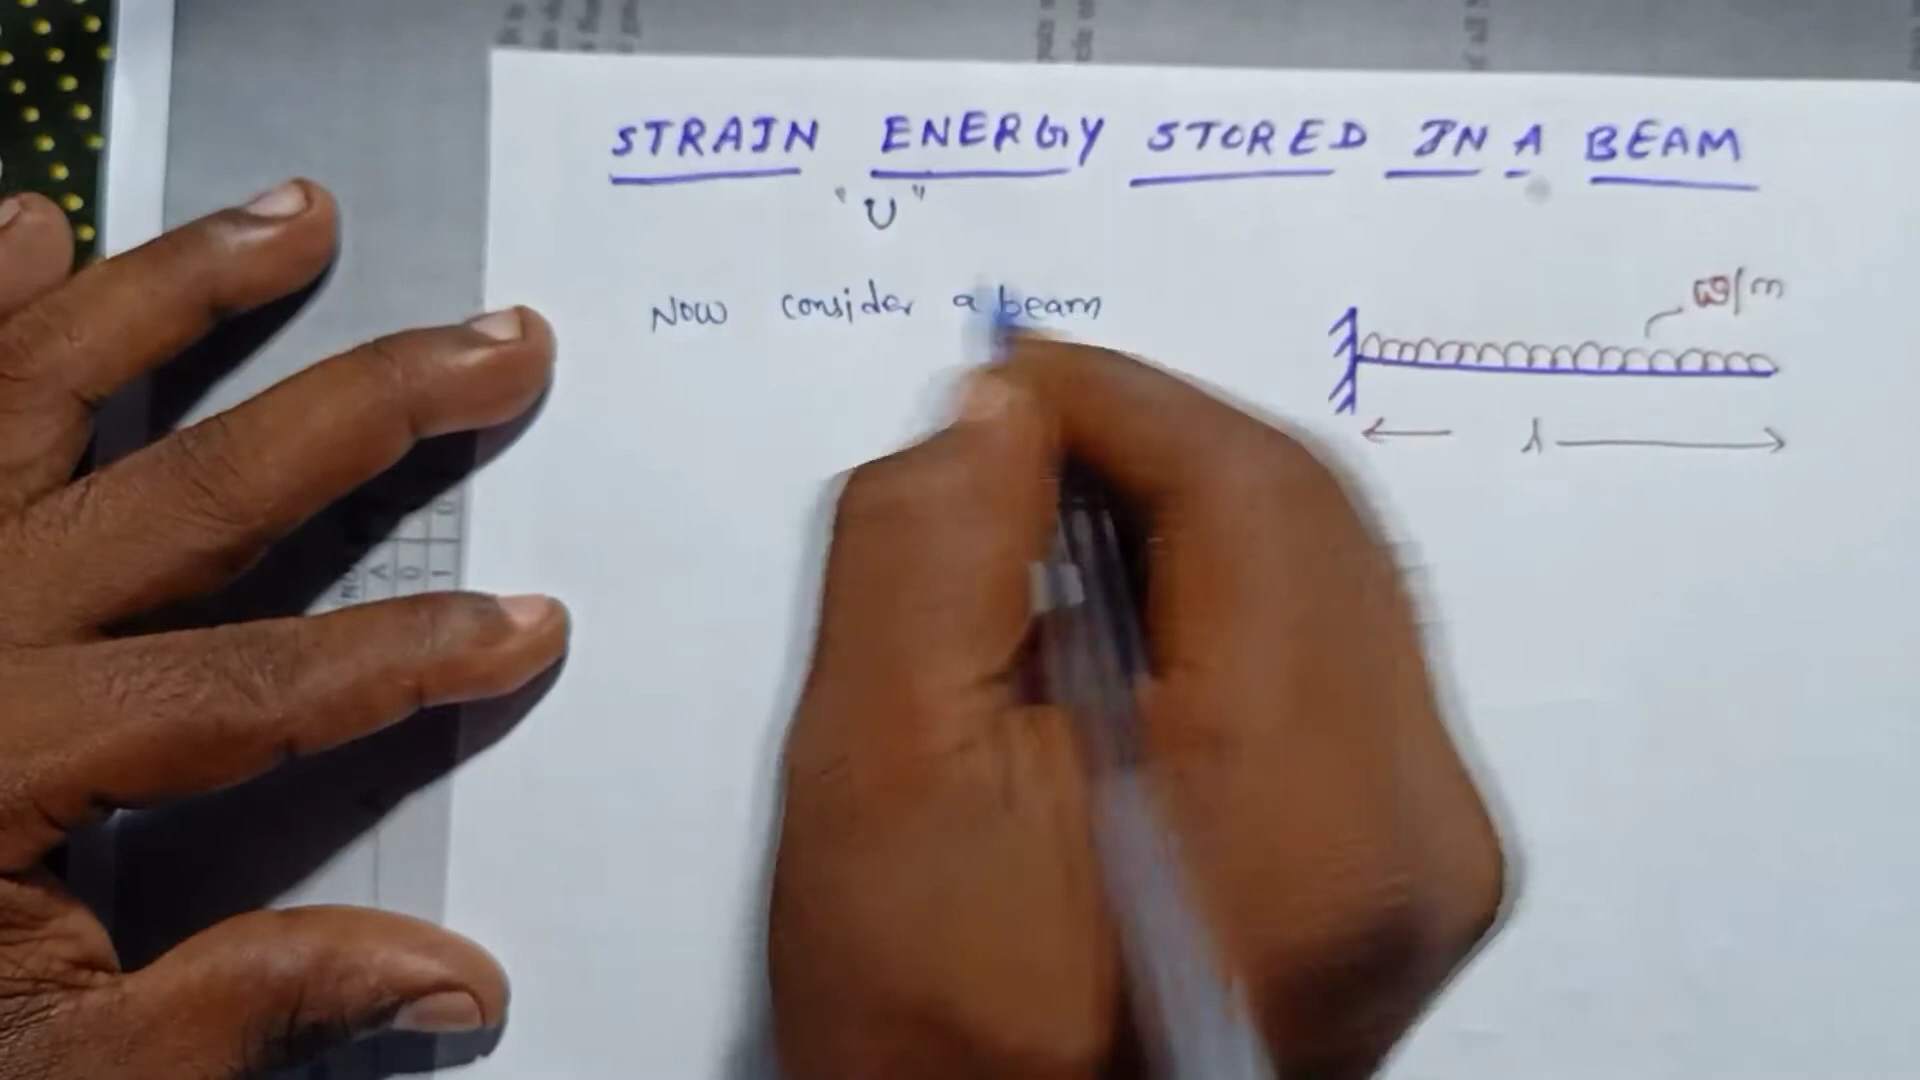 STRAIN ENERGY STORED IN A BEAM
"U"
Now consider a beam
ω/m
l